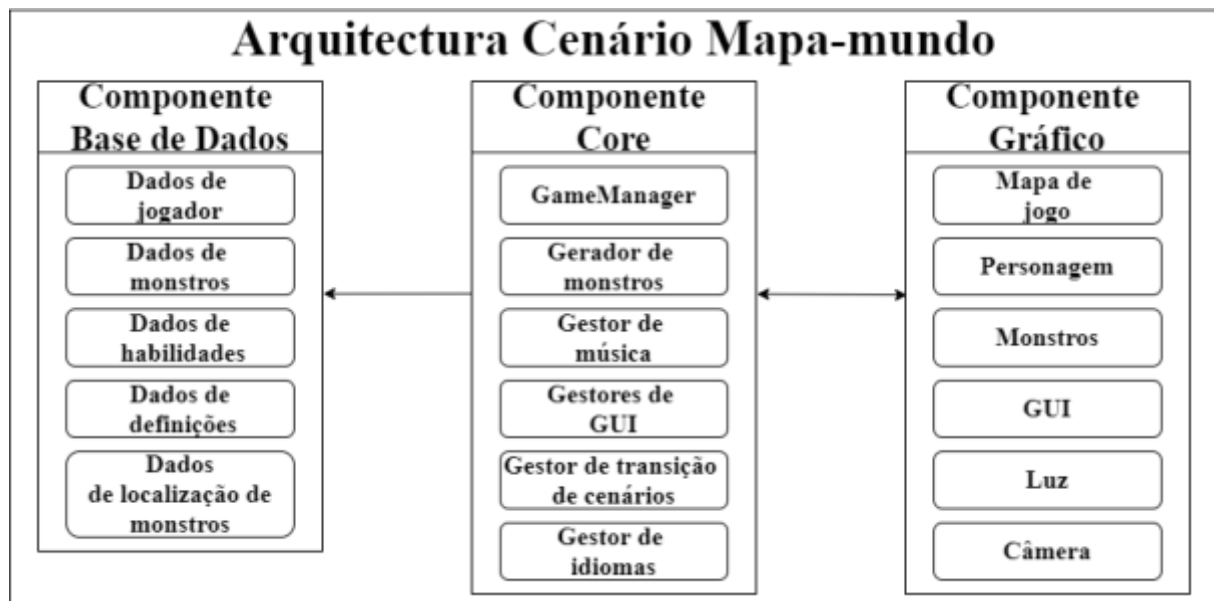 Arquitectura Cenário Mapa-mundo
Componente
Base de Dados
Dados de
jogador
Dados de
monstros
Dados de
habilidades
Dados de
definições
Dados
de localização de
monstros
Componente
Core
GameManager
Gerador de
monstros
Gestor de
música
Gestores de
GUI
Gestor de transição
de cenários
Gestor de
idiomas
Componente
Gráfico
Mapa de
jogo
Personagem
Monstros
GUI
Luz
Câmera